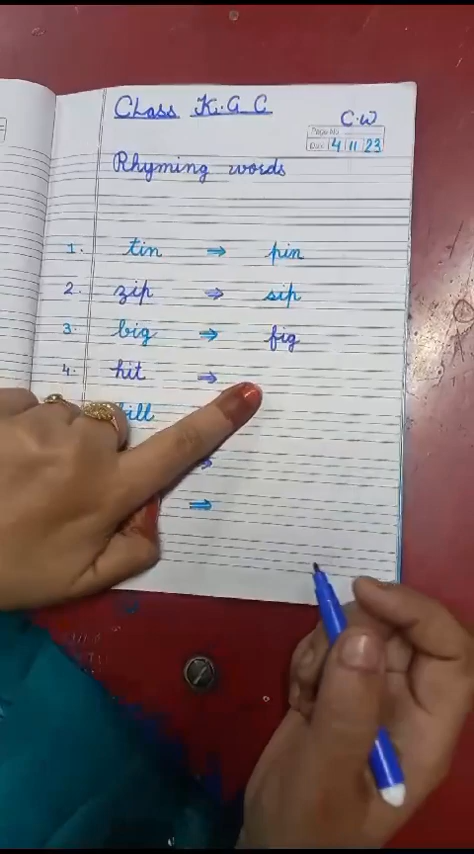 Class K.G C
C.W
Page No
Date 4 11 23
Rhyming words
1. tin ⇒ pin
2. zip ⇒ sip
3. big ⇒ fig
4. hit ⇒
⇒
⇒